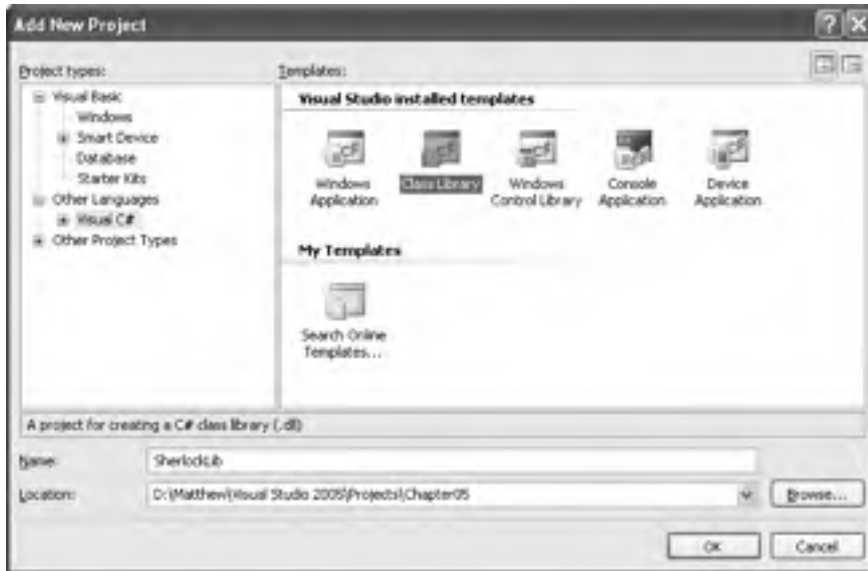 Add New Project
Project types:
Visual Basic
Windows
Smart Device
Database
Starter Kits
Other Languages
Visual C#
Other Project Types
Templates:
Visual Studio installed templates
Windows Application
Class Library
Windows Control Library
Console Application
Device Application
My Templates
Search Online Templates...
A project for creating a C# class library (.dll)
Name:
SherlockLib
Location:
D:\Matthew\Visual Studio 2005\Projects\Chapter05
Browse...
OK
Cancel